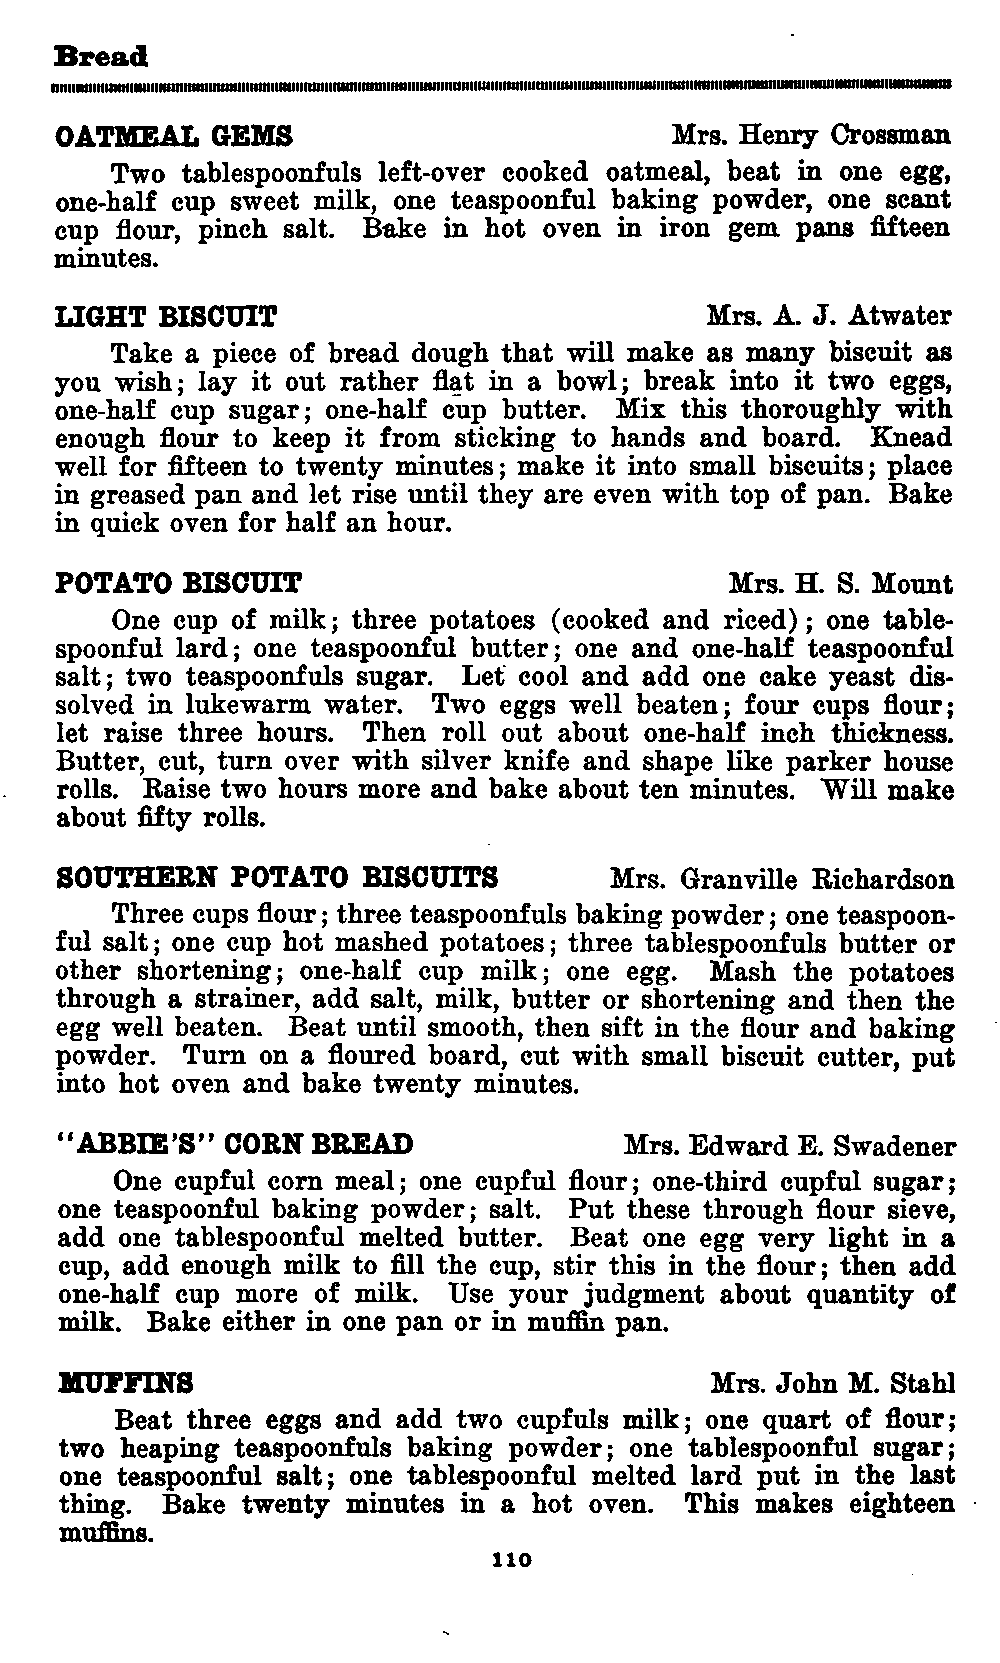 Bread
OATMEAL GEMS Mrs. Henry Crossman
Two tablespoonfuls left-over cooked oatmeal, beat in one egg,
one-half cup sweet milk, one teaspoonful baking powder, one scant
cup flour, pinch salt. Bake in hot oven in iron gem pans fifteen
minutes.
LIGHT BISCUIT Mrs. A. J. Atwater
Take a piece of bread dough that will make as many biscuit as
you wish; lay it out rather flat in a bowl; break into it two eggs,
one-half cup sugar; one-half cup butter. Mix this thoroughly with
enough flour to keep it from sticking to hands and board. Knead
well for fifteen to twenty minutes; make it into small biscuits; place
in greased pan and let rise until they are even with top of pan. Bake
in quick oven for half an hour.
POTATO BISCUIT Mrs. H. S. Mount
One cup of milk; three potatoes (cooked and riced); one table-
spoonful lard; one teaspoonful butter; one and one-half teaspoonful
salt; two teaspoonfuls sugar. Let cool and add one cake yeast dis-
solved in lukewarm water. Two eggs well beaten; four cups flour;
let raise three hours. Then roll out about one-half inch thickness.
Butter, cut, turn over with silver knife and shape like parker house
rolls. Raise two hours more and bake about ten minutes. Will make
about fifty rolls.
SOUTHERN POTATO BISCUITS Mrs. Granville Richardson
Three cups flour; three teaspoonfuls baking powder; one teaspoon-
ful salt; one cup hot mashed potatoes; three tablespoonfuls butter or
other shortening; one-half cup milk; one egg. Mash the potatoes
through a strainer, add salt, milk, butter or shortening and then the
egg well beaten. Beat until smooth, then sift in the flour and baking
powder. Turn on a floured board, cut with small biscuit cutter, put
into hot oven and bake twenty minutes.
"ABBIE'S" CORN BREAD Mrs. Edward E. Swadener
One cupful corn meal; one cupful flour; one-third cupful sugar;
one teaspoonful baking powder; salt. Put these through flour sieve,
add one tablespoonful melted butter. Beat one egg very light in a
cup, add enough milk to fill the cup, stir this in the flour; then add
one-half cup more of milk. Use your judgment about quantity of
milk. Bake either in one pan or in muffin pan.
MUFFINS Mrs. John M. Stahl
Beat three eggs and add two cupfuls milk; one quart of flour;
two heaping teaspoonfuls baking powder; one tablespoonful sugar;
one teaspoonful salt; one tablespoonful melted lard put in the last
thing. Bake twenty minutes in a hot oven. This makes eighteen
muffins.
110